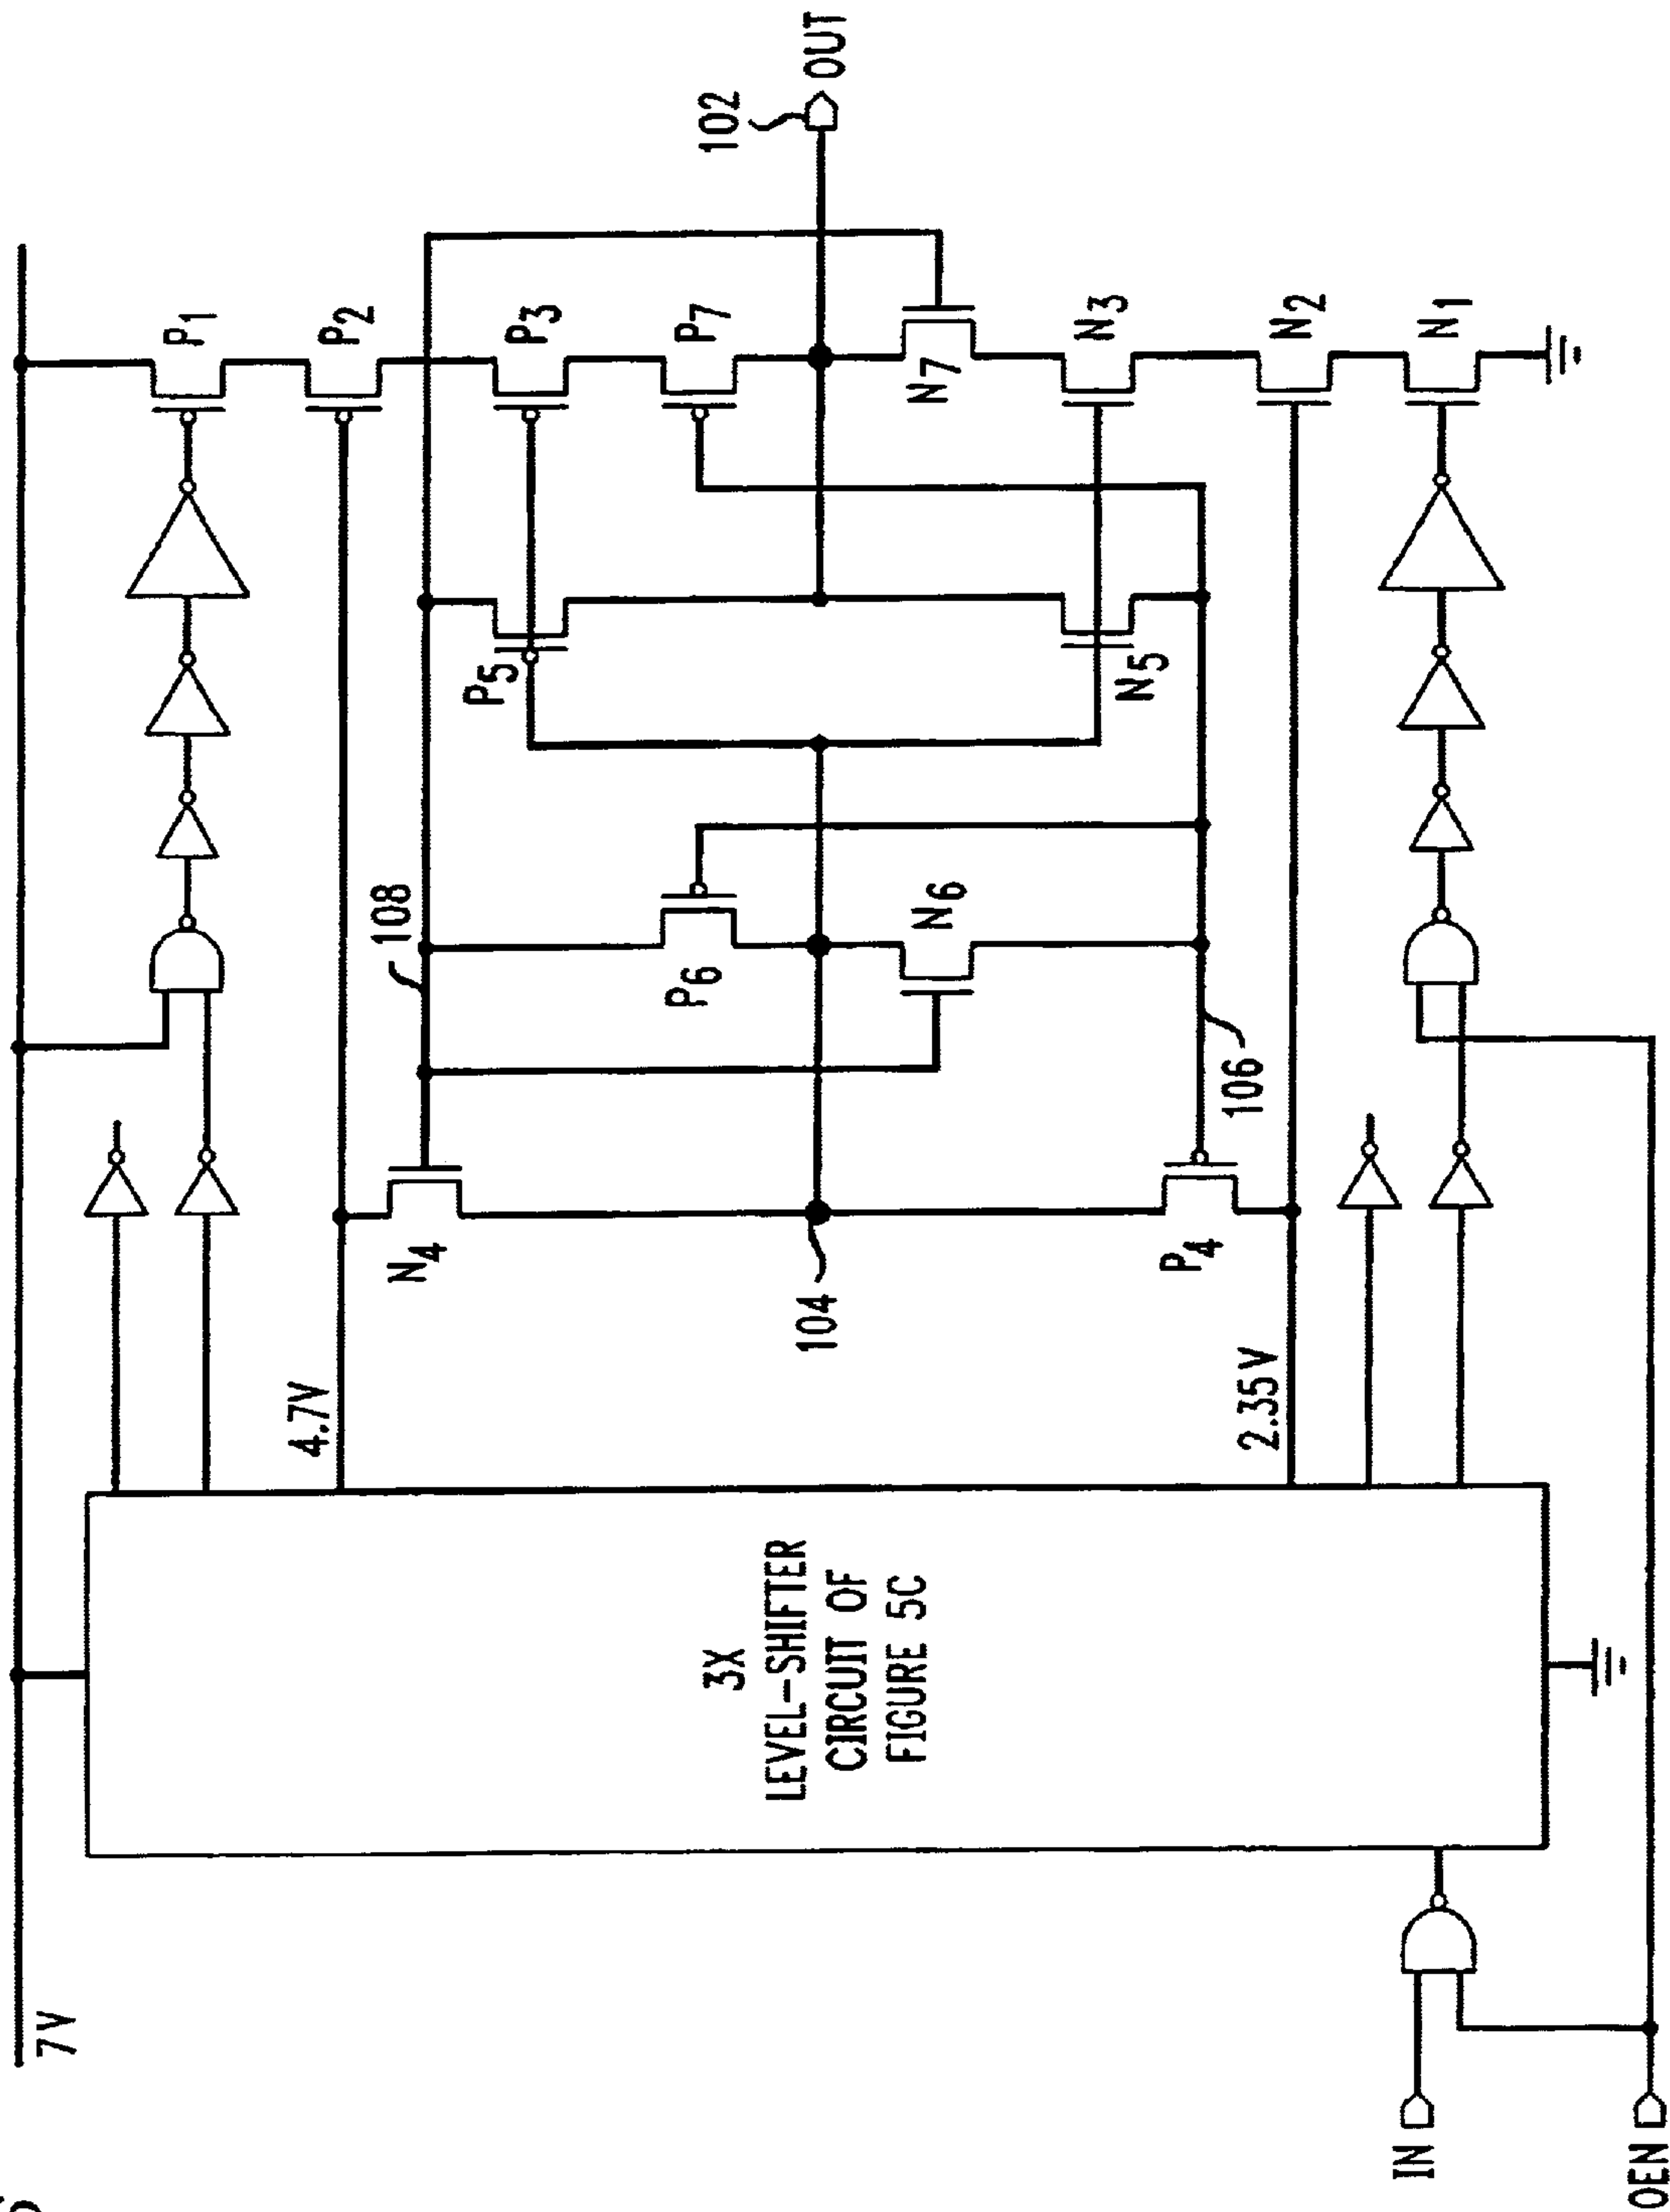 7V
4.7V
2.35V
3X
LEVEL-SHIFTER
CIRCUIT OF
FIGURE 5C
IN
OEN
104
106
108
102
OUT
N4
P4
P6
N6
P5
N5
P1
P2
P3
P7
N7
N3
N2
N1